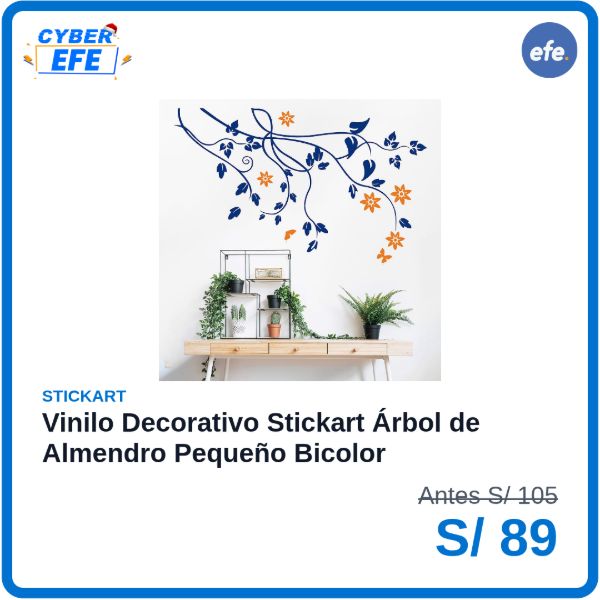 CYBER
EFE
efe.
STICKART
Vinilo Decorativo Stickart Árbol de
Almendro Pequeño Bicolor
Antes S/ 105
S/ 89